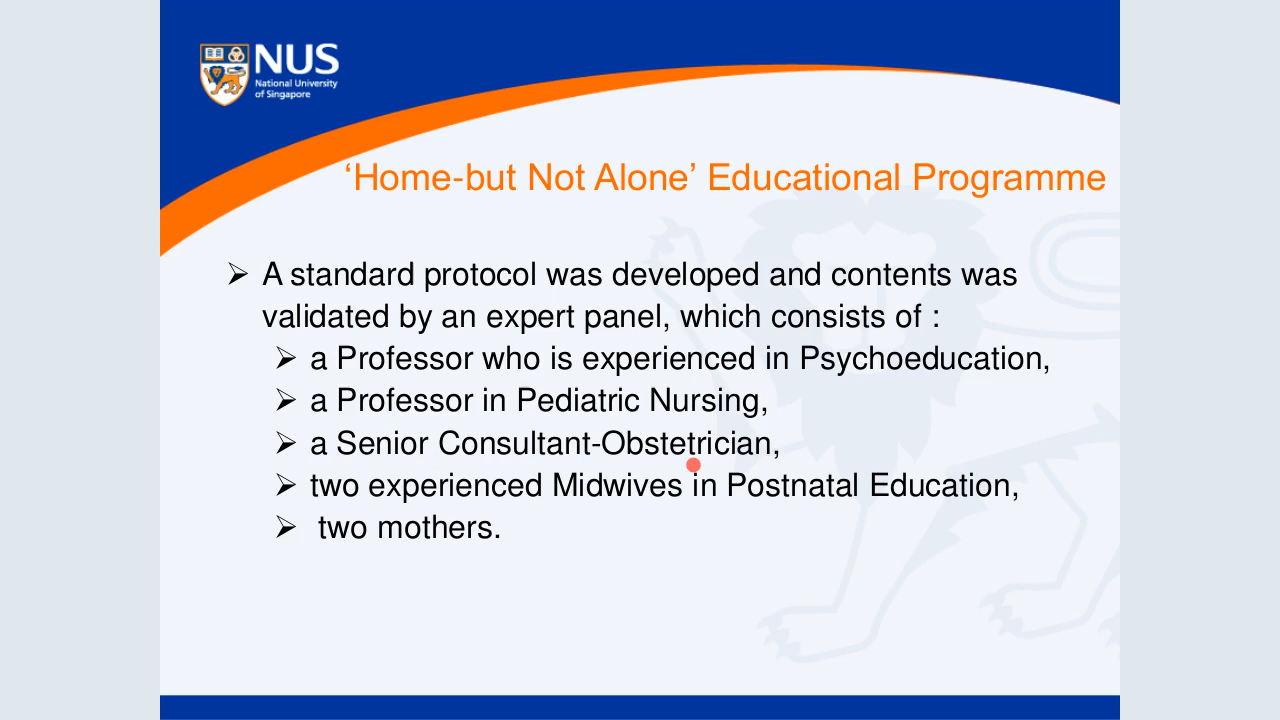 NUS
National University
of Singapore
‘Home-but Not Alone’ Educational Programme
➢ A standard protocol was developed and contents was
validated by an expert panel, which consists of :
➢ a Professor who is experienced in Psychoeducation,
➢ a Professor in Pediatric Nursing,
➢ a Senior Consultant-Obstetrician,
➢ two experienced Midwives in Postnatal Education,
➢ two mothers.